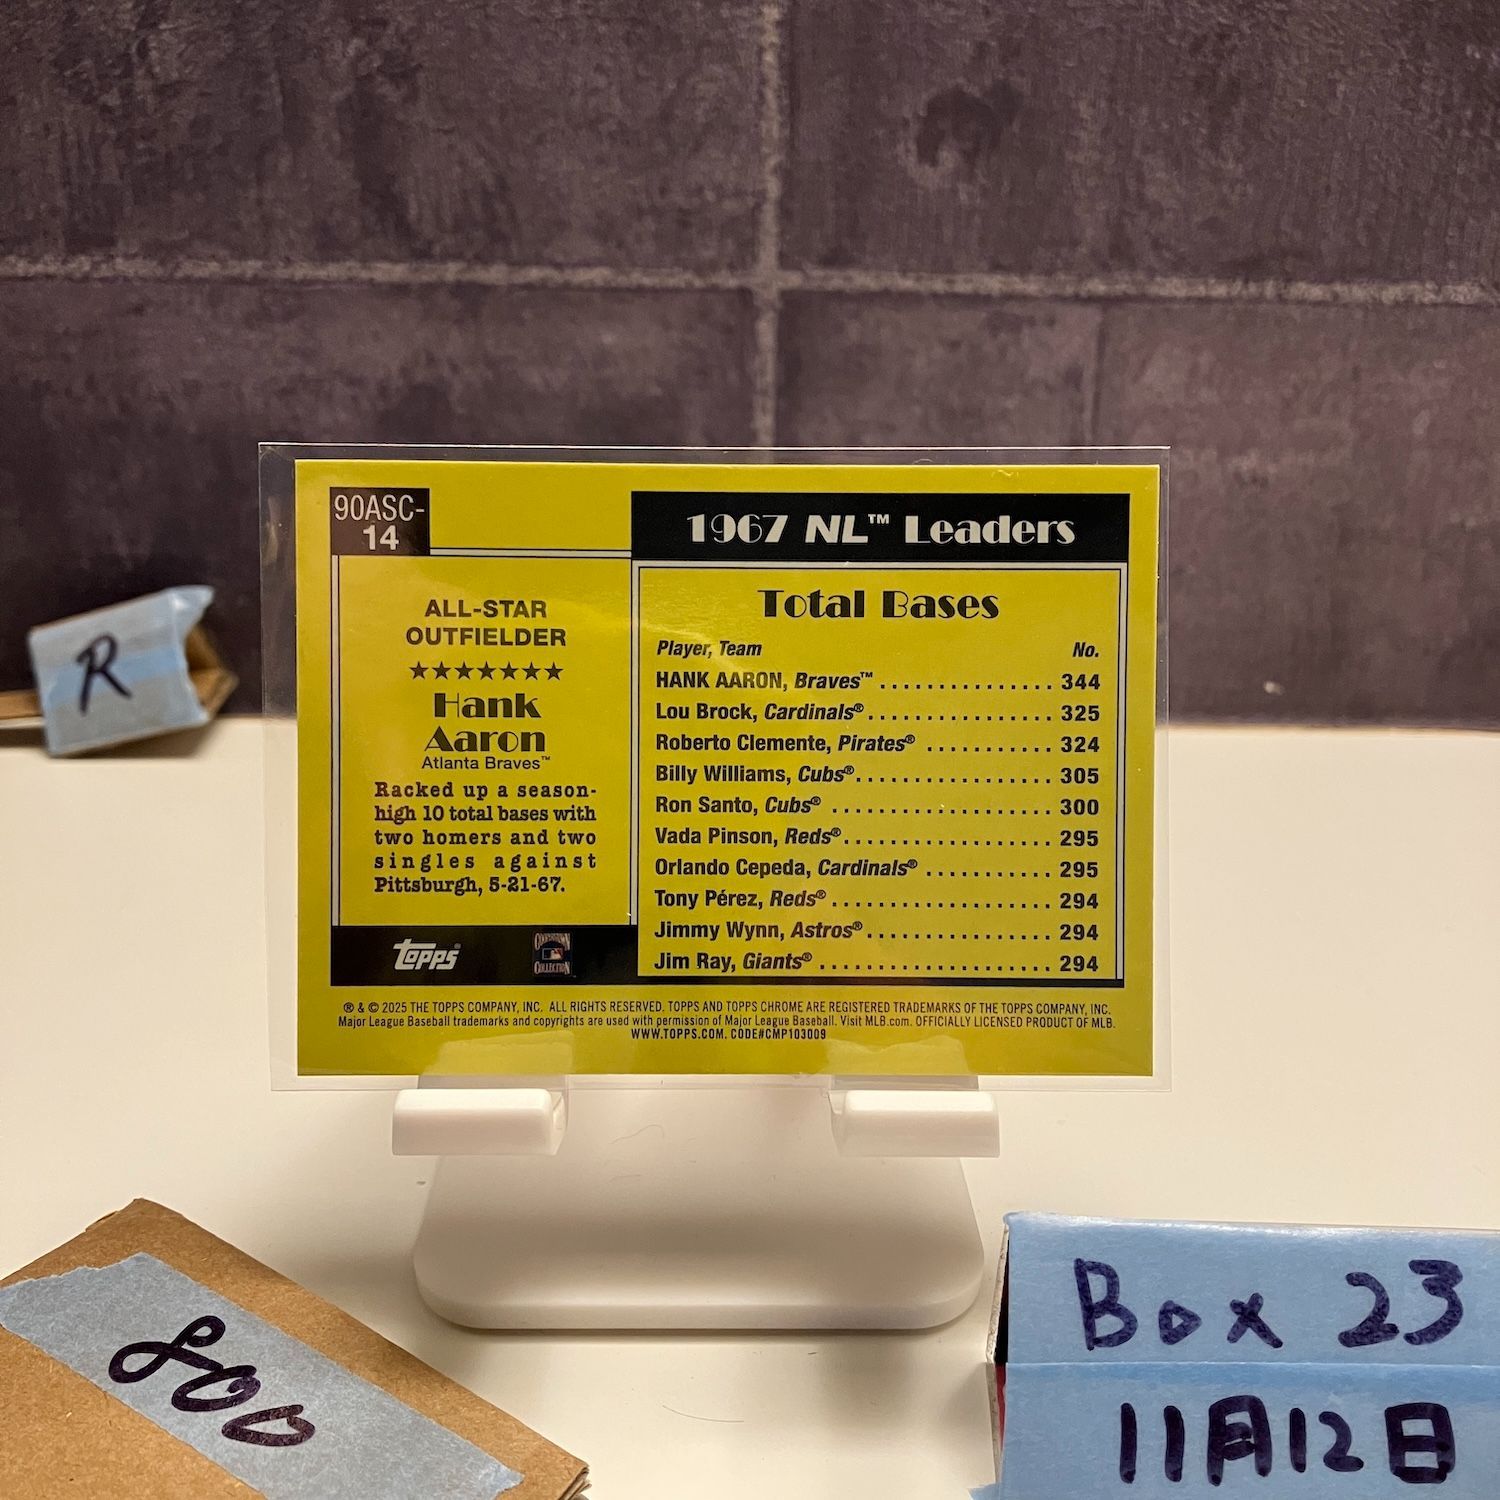 90ASC-
14
ALL-STAR
OUTFIELDER
★★★★★★★
Hank
Aaron
Atlanta Braves™
Racked up a season-
high 10 total bases with
two homers and two
singles against
Pittsburgh, 5-21-67.
Topps®
COOPERSTOWN
COLLECTION
1967 NL™ Leaders
Total Bases
Player, Team No.
HANK AARON, Braves™ ............... 344
Lou Brock, Cardinals® ................. 325
Roberto Clemente, Pirates® ............ 324
Billy Williams, Cubs® .................. 305
Ron Santo, Cubs® .................... 300
Vada Pinson, Reds® ................... 295
Orlando Cepeda, Cardinals® ............ 295
Tony Pérez, Reds® .................... 294
Jimmy Wynn, Astros® ................. 294
Jim Ray, Giants® ..................... 294
® & © 2025 THE TOPPS COMPANY, INC. ALL RIGHTS RESERVED. TOPPS AND TOPPS CHROME ARE REGISTERED TRADEMARKS OF THE TOPPS COMPANY, INC.
Major League Baseball trademarks and copyrights are used with permission of Major League Baseball. Visit MLB.com. OFFICIALLY LICENSED PRODUCT OF MLB.
WWW.TOPPS.COM. CODE#CMP103009
R
800
Box 23
11月12日